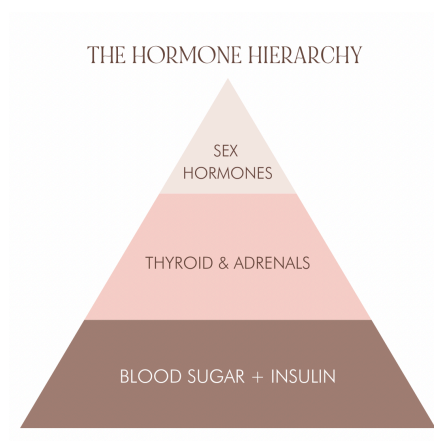 THE HORMONE HIERARCHY
SEX
HORMONES
THYROID & ADRENALS
BLOOD SUGAR + INSULIN